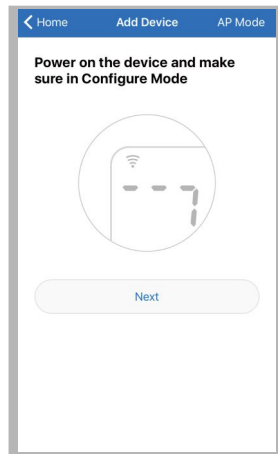 Home Add Device AP Mode
Power on the device and make
sure in Configure Mode
Next